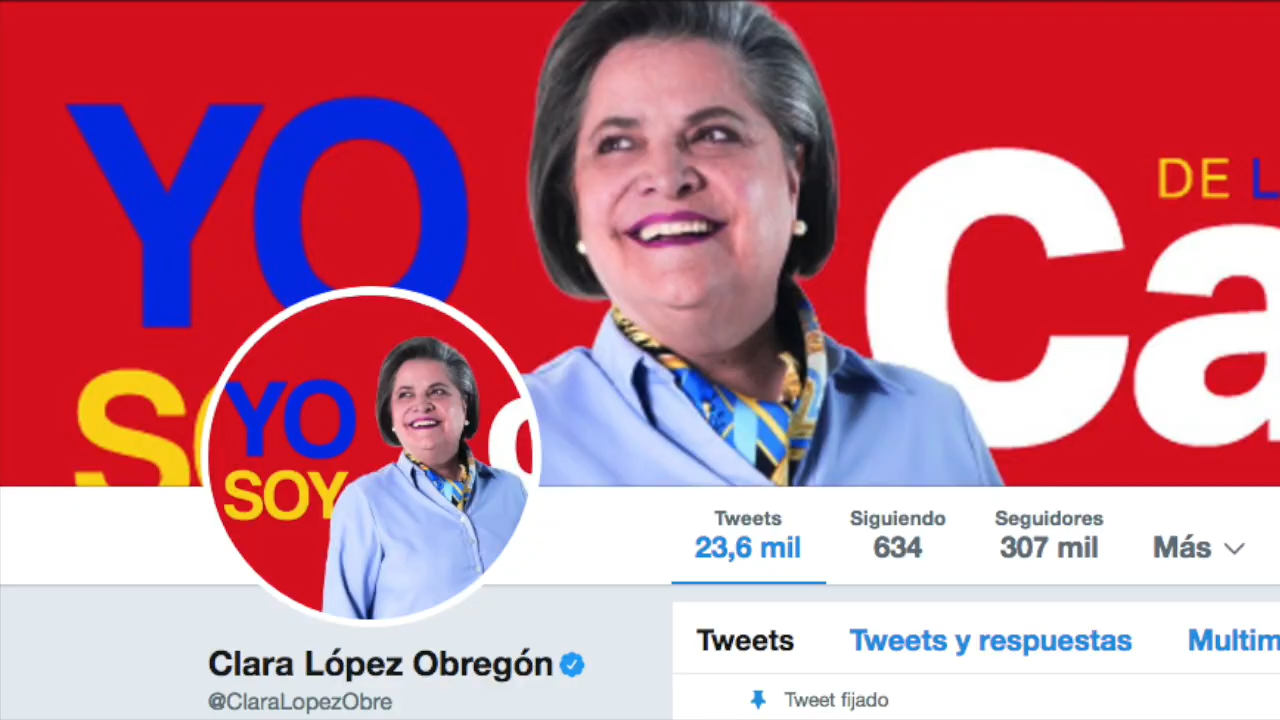 YO
DE L
Ca
YO
SOY
Tweets
23,6 mil
Siguiendo
634
Seguidores
307 mil
Más
Clara López Obregón
@ClaraLopezObre
Tweets
Tweets y respuestas
Multim
Tweet fijado